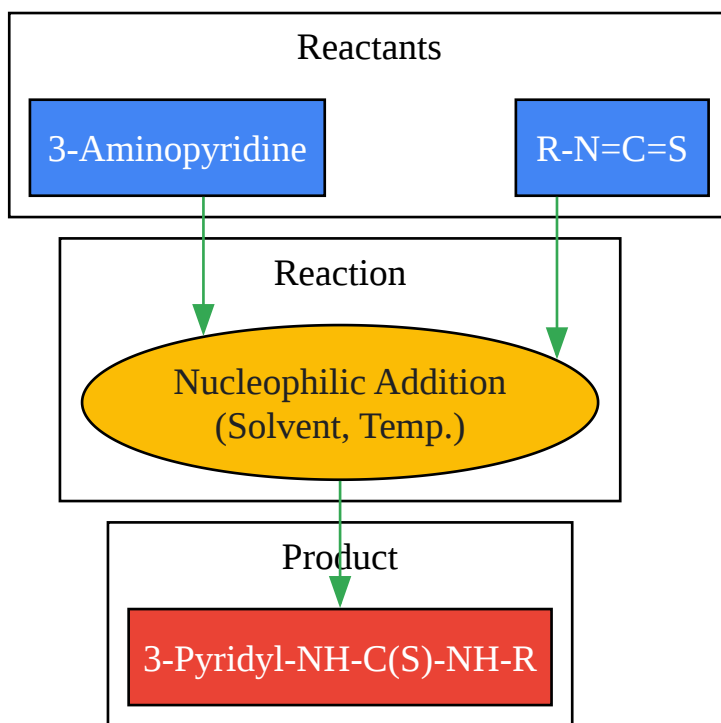 Reactants
3-Aminopyridine
R-N=C=S
Reaction
Nucleophilic Addition
(Solvent, Temp.)
Product
3-Pyridyl-NH-C(S)-NH-R